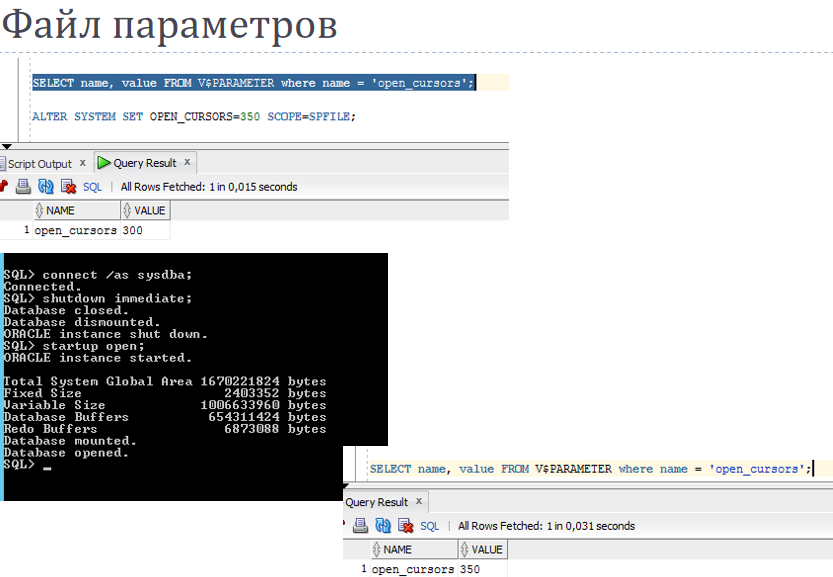 Файл параметров
SELECT name, value FROM V$PARAMETER where name = 'open_cursors';
ALTER SYSTEM SET OPEN_CURSORS=350 SCOPE=SPFILE;
Script Output x Query Result x
SQL | All Rows Fetched: 1 in 0,015 seconds
NAME VALUE
1 open_cursors 300
SQL> connect /as sysdba;
Connected.
SQL> shutdown immediate;
Database closed.
Database dismounted.
ORACLE instance shut down.
SQL> startup open;
ORACLE instance started.
Total System Global Area 1670221824 bytes
Fixed Size 2403352 bytes
Variable Size 1006633960 bytes
Database Buffers 654311424 bytes
Redo Buffers 6873088 bytes
Database mounted.
Database opened.
SQL> _
SELECT name, value FROM V$PARAMETER where name = 'open_cursors';
Query Result x
SQL | All Rows Fetched: 1 in 0,031 seconds
NAME VALUE
1 open_cursors 350